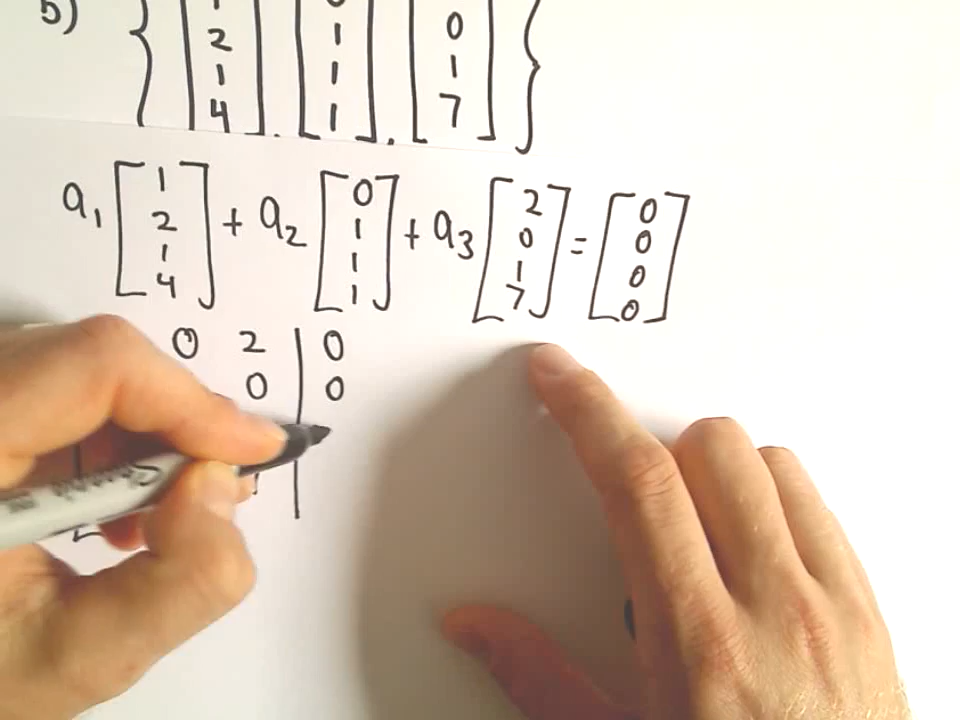 b) { [ 1 2 1 4 ], [ 0 1 1 1 ], [ 0 1 7 ] }
a₁ [ 1 2 1 4 ] + a₂ [ 0 1 1 1 ] + a₃ [ 2 0 1 7 ] = [ 0 0 0 0 ]
0 2 | 0
0 | 0